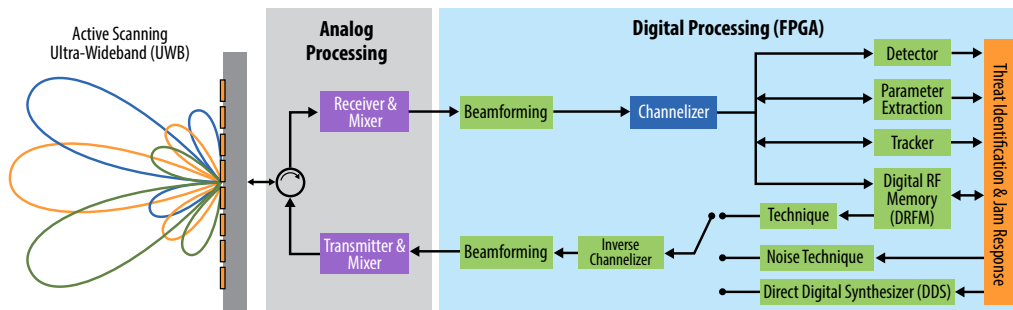 Active Scanning
Ultra-Wideband (UWB)
Analog
Processing
Digital Processing (FPGA)
Receiver &
Mixer
Beamforming
Channelizer
Detector
Parameter
Extraction
Tracker
Digital RF
Memory
(DRFM)
Threat Identification & Jam Response
Technique
Transmitter &
Mixer
Beamforming
Inverse
Channelizer
Noise Technique
Direct Digital Synthesizer (DDS)